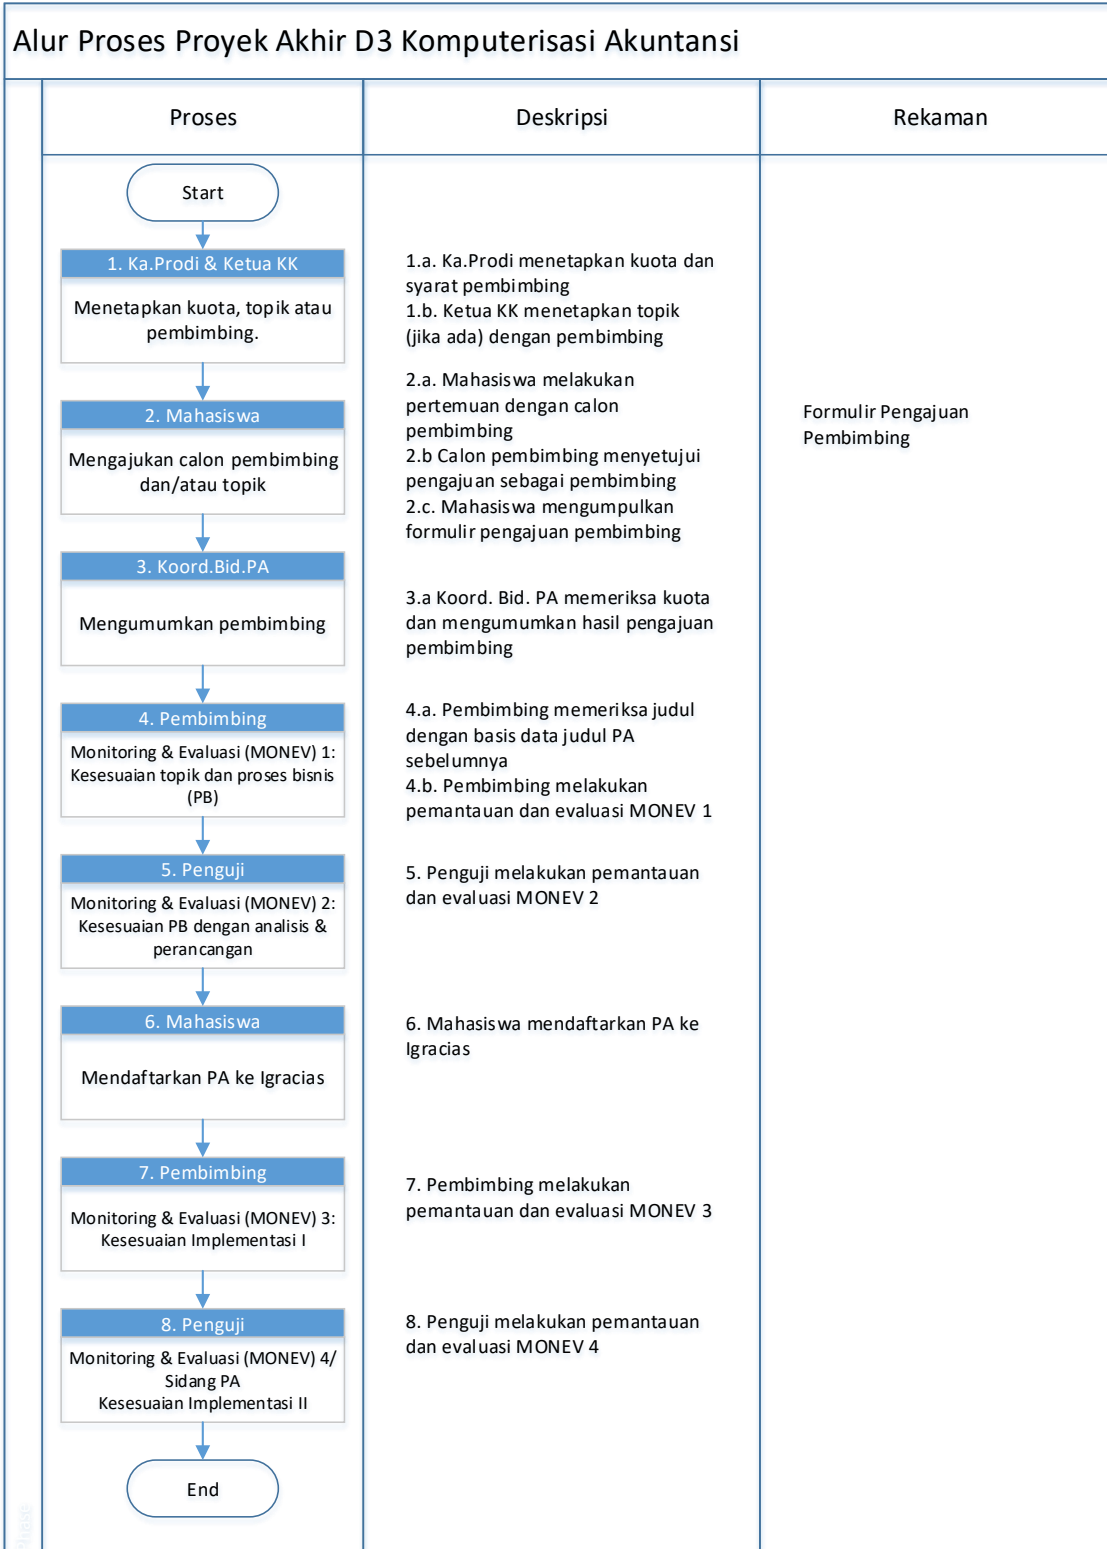 Alur Proses Proyek Akhir D3 Komputerisasi Akuntansi
Proses
Deskripsi
Rekaman
Start
1. Ka.Prodi & Ketua KK
Menetapkan kuota, topik atau
pembimbing.
1.a. Ka.Prodi menetapkan kuota dan
syarat pembimbing
1.b. Ketua KK menetapkan topik
(jika ada) dengan pembimbing
2. Mahasiswa
Mengajukan calon pembimbing
dan/atau topik
2.a. Mahasiswa melakukan
pertemuan dengan calon
pembimbing
2.b Calon pembimbing menyetujui
pengajuan sebagai pembimbing
2.c. Mahasiswa mengumpulkan
formulir pengajuan pembimbing
Formulir Pengajuan
Pembimbing
3. Koord.Bid.PA
Mengumumkan pembimbing
3.a Koord. Bid. PA memeriksa kuota
dan mengumumkan hasil pengajuan
pembimbing
4. Pembimbing
Monitoring & Evaluasi (MONEV) 1:
Kesesuaian topik dan proses bisnis
(PB)
4.a. Pembimbing memeriksa judul
dengan basis data judul PA
sebelumnya
4.b. Pembimbing melakukan
pemantauan dan evaluasi MONEV 1
5. Penguji
Monitoring & Evaluasi (MONEV) 2:
Kesesuaian PB dengan analisis &
perancangan
5. Penguji melakukan pemantauan
dan evaluasi MONEV 2
6. Mahasiswa
Mendaftarkan PA ke Igracias
6. Mahasiswa mendaftarkan PA ke
Igracias
7. Pembimbing
Monitoring & Evaluasi (MONEV) 3:
Kesesuaian Implementasi I
7. Pembimbing melakukan
pemantauan dan evaluasi MONEV 3
8. Penguji
Monitoring & Evaluasi (MONEV) 4/
Sidang PA
Kesesuaian Implementasi II
8. Penguji melakukan pemantauan
dan evaluasi MONEV 4
End
Phase